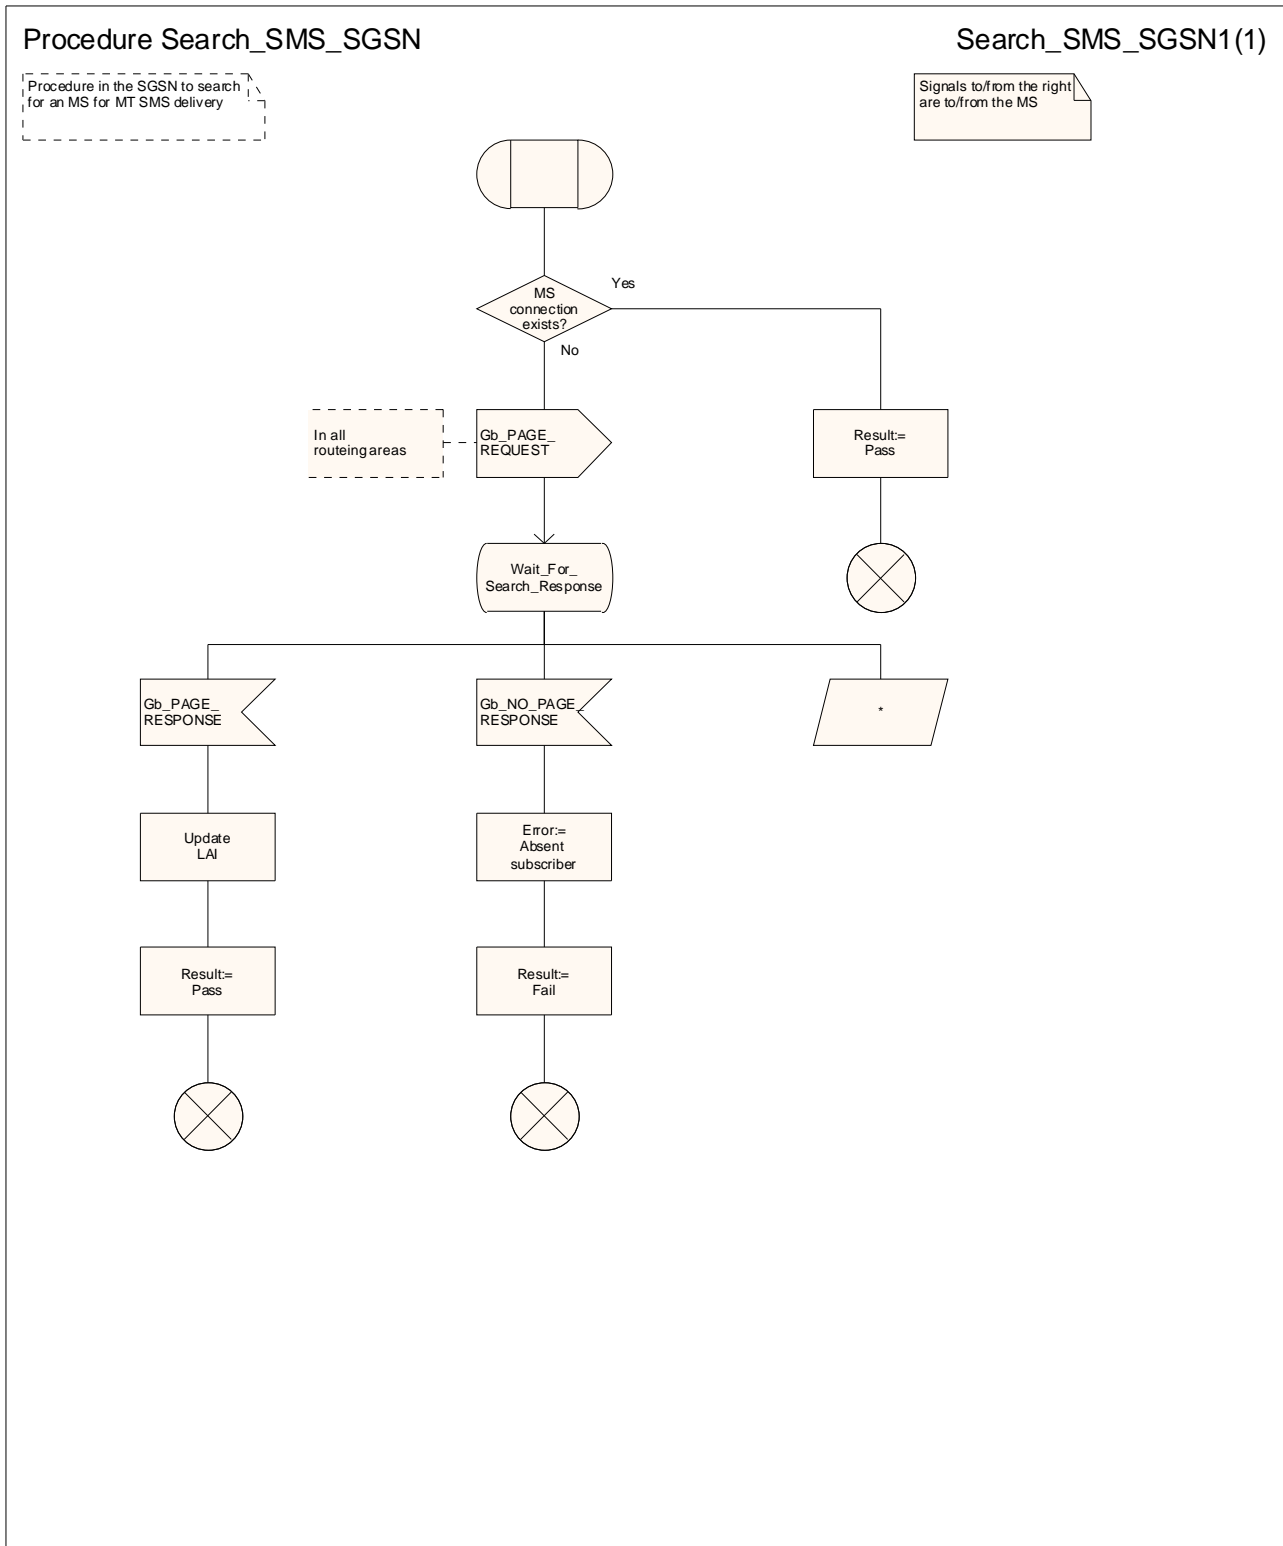 Procedure Search_SMS_SGSN
Search_SMS_SGSN1(1)
Procedure in the SGSN to search
for an MS for MT SMS delivery
Signals to/from the right
are to/from the MS
MS
connection
exists?
Yes
No
In all
routeing areas
Gb_PAGE_
REQUEST
Result:=
Pass
Wait_For_
Search_Response
Gb_PAGE_
RESPONSE
Gb_NO_PAGE_
RESPONSE
*
Update
LAI
Error:=
Absent
subscriber
Result:=
Pass
Result:=
Fail